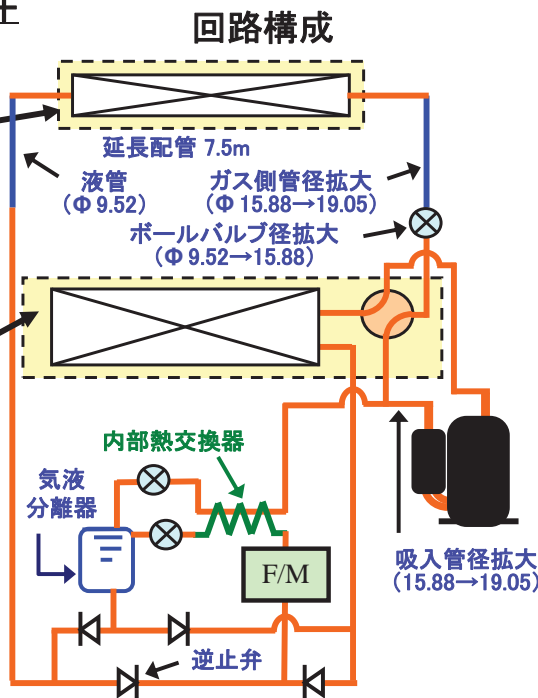 回路構成
延長配管 7.5m
液管
(Φ 9.52)
ガス側管径拡大
(Φ 15.88→19.05)
ボールバルブ径拡大
(Φ 9.52→15.88)
内部熱交換器
気液
分離器
F/M
吸入管径拡大
(15.88→19.05)
逆止弁